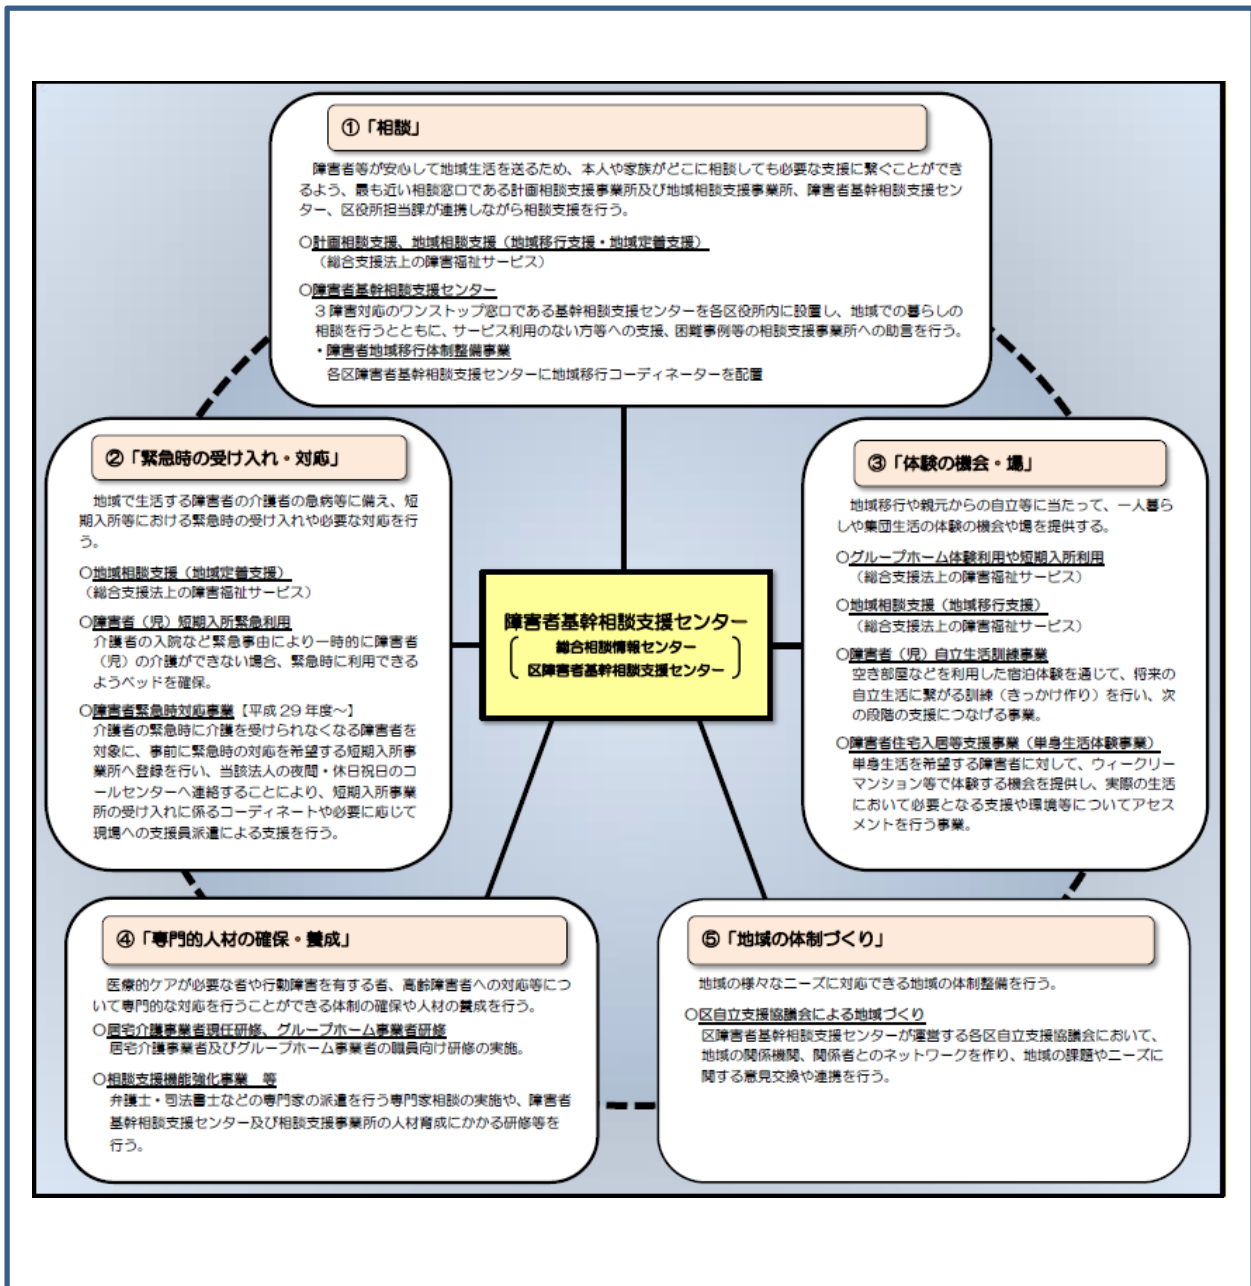 ①「相談」
障害者等が安心して地域生活を送るため、本人や家族がどこに相談しても必要な支援に繋ぐことができ
るよう、最も近い相談窓口である計画相談支援事業所及び地域相談支援事業所、障害者基幹相談支援セン
ター、区役所担当課が連携しながら相談支援を行う。
○計画相談支援、地域相談支援（地域移行支援・地域定着支援）
（総合支援法上の障害福祉サービス）
○障害者基幹相談支援センター
３障害対応のワンストップ窓口である基幹相談支援センターを各区役所内に設置し、地域での暮らしの
相談を行うとともに、サービス利用のない方等への支援、困難事例等の相談支援事業所への助言を行う。
・障害者地域移行体制整備事業
各区障害者基幹相談支援センターに地域移行コーディネーターを配置
②「緊急時の受け入れ・対応」
地域で生活する障害者の介護者の急病等に備え、短
期入所等における緊急時の受け入れや必要な対応を行
う。
○地域相談支援（地域定着支援）
（総合支援法上の障害福祉サービス）
○障害者（児）短期入所緊急利用
介護者の入院など緊急事由により一時的に障害者
（児）の介護ができない場合、緊急時に利用できる
ようベッドを確保。
○障害者緊急時対応事業【平成 29 年度～】
介護者の緊急時に介護を受けられなくなる障害者を
対象に、事前に緊急時の対応を希望する短期入所事
業所へ登録を行い、当該法人の夜間・休日祝日のコ
ールセンターへ連絡することにより、短期入所事業
所の受け入れに係るコーディネートや必要に応じて
現場への支援員派遣による支援を行う。
③「体験の機会・場」
地域移行や親元からの自立等に当たって、一人暮ら
しや集団生活の体験の機会や場を提供する。
○グループホーム体験利用や短期入所利用
（総合支援法上の障害福祉サービス）
○地域相談支援（地域移行支援）
（総合支援法上の障害福祉サービス）
○障害者（児）自立生活訓練事業
空き部屋などを利用した宿泊体験を通じて、将来の
自立生活に繋がる訓練（きっかけ作り）を行い、次
の段階の支援につなげる事業。
○障害者住宅入居等支援事業（単身生活体験事業）
単身生活を希望する障害者に対して、ウィークリー
マンション等で体験する機会を提供し、実際の生活
において必要となる支援や環境等についてアセス
メントを行う事業。
障害者基幹相談支援センター
総合相談情報センター
区障害者基幹相談支援センター
④「専門的人材の確保・養成」
医療的ケアが必要な者や行動障害を有する者、高齢障害者への対応等につ
いて専門的な対応を行うことができる体制の確保や人材の養成を行う。
○居宅介護事業者現任研修、グループホーム事業者研修
居宅介護事業者及びグループホーム事業者の職員向け研修の実施。
○相談支援機能強化事業　等
弁護士・司法書士などの専門家の派遣を行う専門家相談の実施や、障害者
基幹相談支援センター及び相談支援事業所の人材育成にかかる研修等を
行う。
⑤「地域の体制づくり」
地域の様々なニーズに対応できる地域の体制整備を行う。
○区自立支援協議会による地域づくり
区障害者基幹相談支援センターが運営する各区自立支援協議会において、
地域の関係機関、関係者とのネットワークを作り、地域の課題やニーズに
関する意見交換や連携を行う。